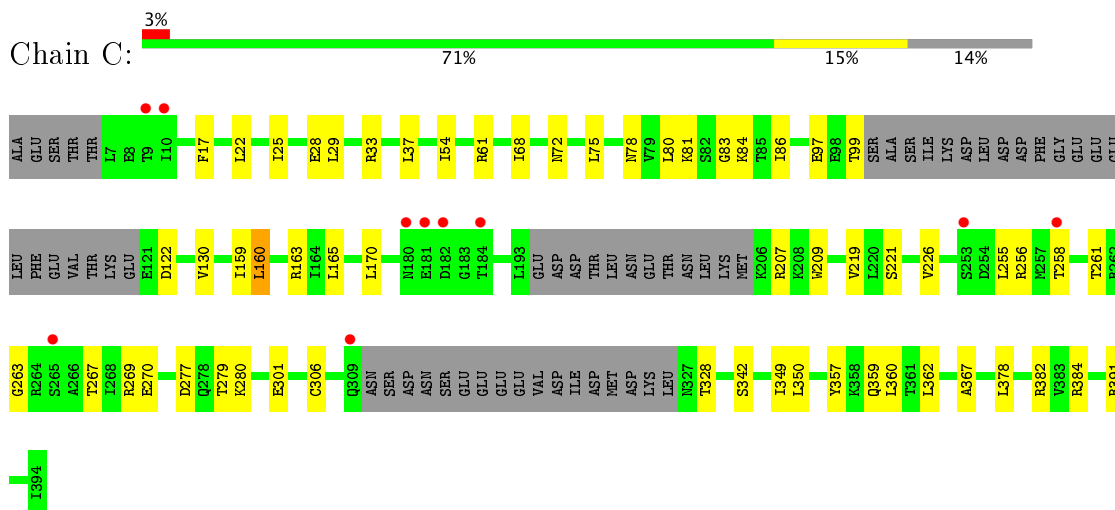 3%
Chain C:
71% 15% 14%
ALA GLU SER THR THR L7 E8 T9 I10 F17 L22 I25 E28 L29 R33 L37 I54 R61 I68 N72 L75 N78 V79 L80 K81 S82 G83 K84 T85 I86 E97 E98 T99 SER ALA SER ILE LYS ASP LEU ASP ASP PHE GLY GLU GLU GLU
LEU PHE GLU VAL THR LYS GLU E121 D122 V130 I159 L160 R163 I164 L165 L170 N180 E181 D182 G183 T184 L193 GLU ASP ASP THR LEU ASN GLU THR ASN LEU LYS MET K206 R207 K208 W209 V219 L220 S221 V226 S253 D254 L255 R256 M257 T258 T261
G263 R264 S265 A266 T267 I268 R269 E270 D277 Q278 T279 K280 E301 C306 Q309 ASN SER ASP ASN SER GLU GLU GLU GLU VAL ASP ILE ASP MET ASP LYS LEU N327 T328 S342 I349 L350 Y357 K358 Q359 L360 T361 L362 A367 L378 R382 V383 R384
I394